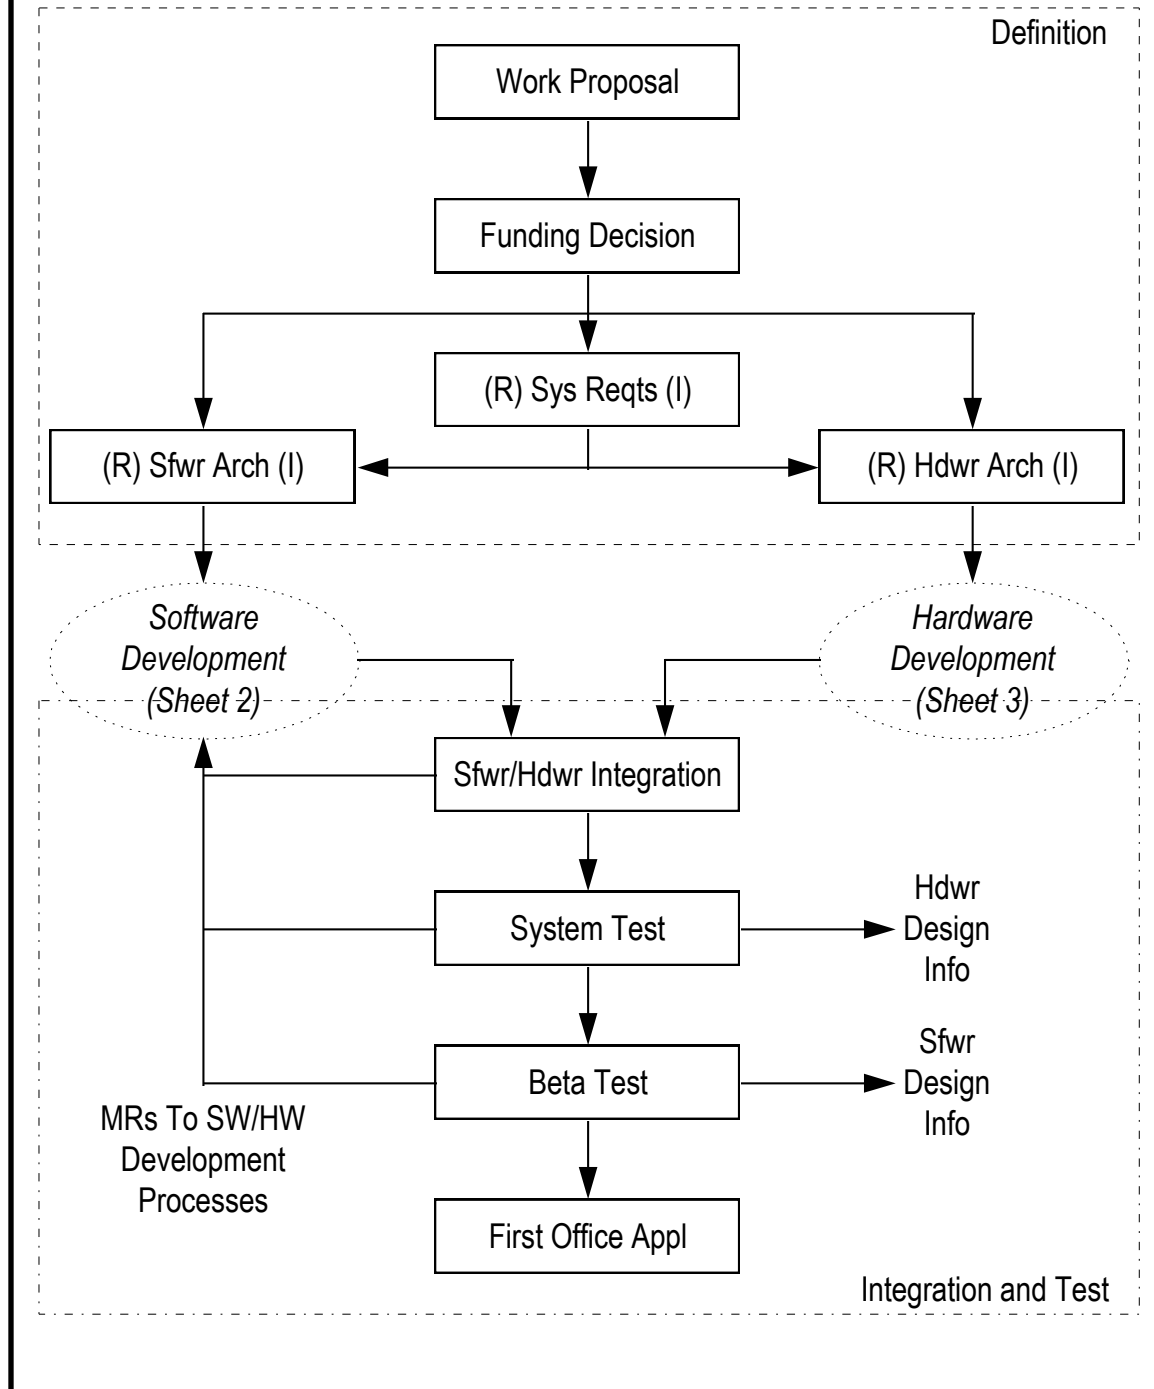 Definition
Work Proposal
Funding Decision
(R) Sys Reqts (I)
(R) Sfwr Arch (I)
(R) Hdwr Arch (I)
Software
Development
(Sheet 2)
Hardware
Development
(Sheet 3)
Sfwr/Hdwr Integration
System Test
Hdwr
Design
Info
Beta Test
Sfwr
Design
Info
MRs To SW/HW
Development
Processes
First Office Appl
Integration and Test